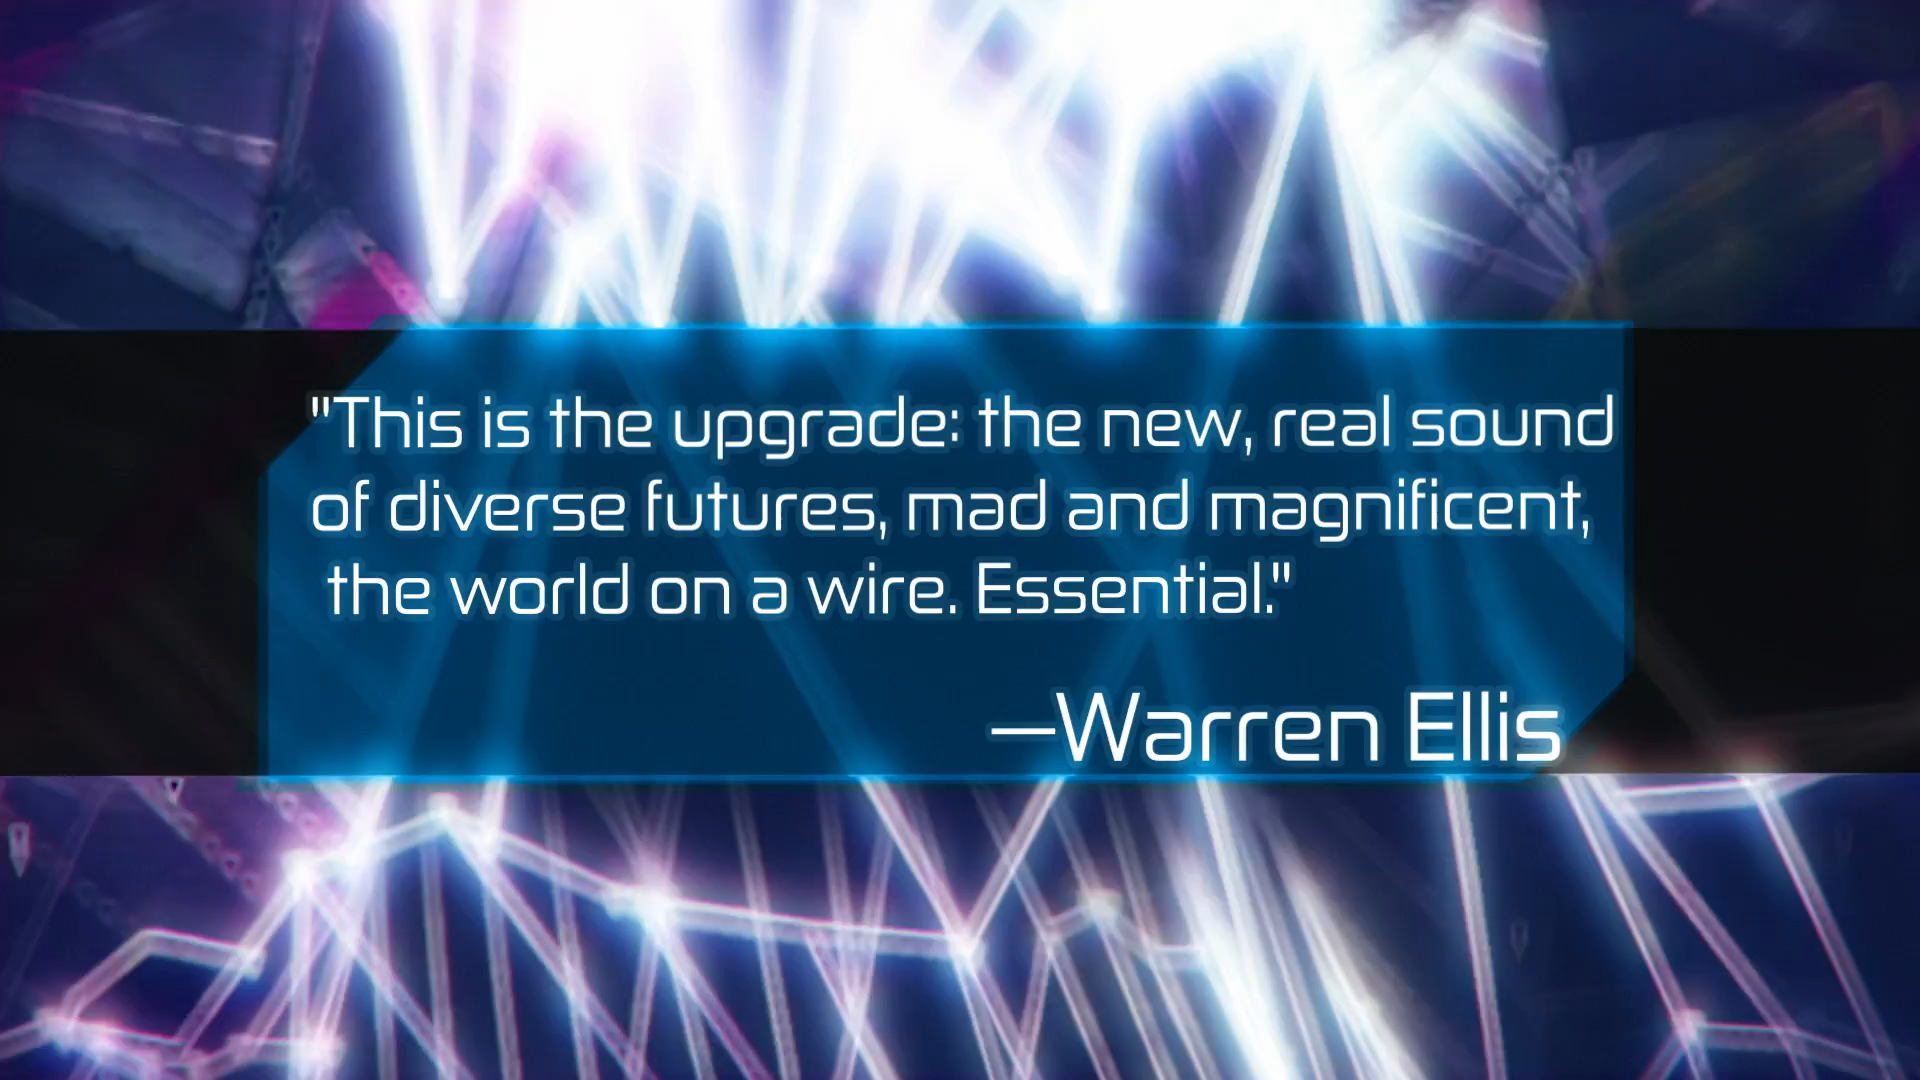 "This is the upgrade: the new, real sound
of diverse futures, mad and magnificent,
the world on a wire. Essential."
—Warren Ellis